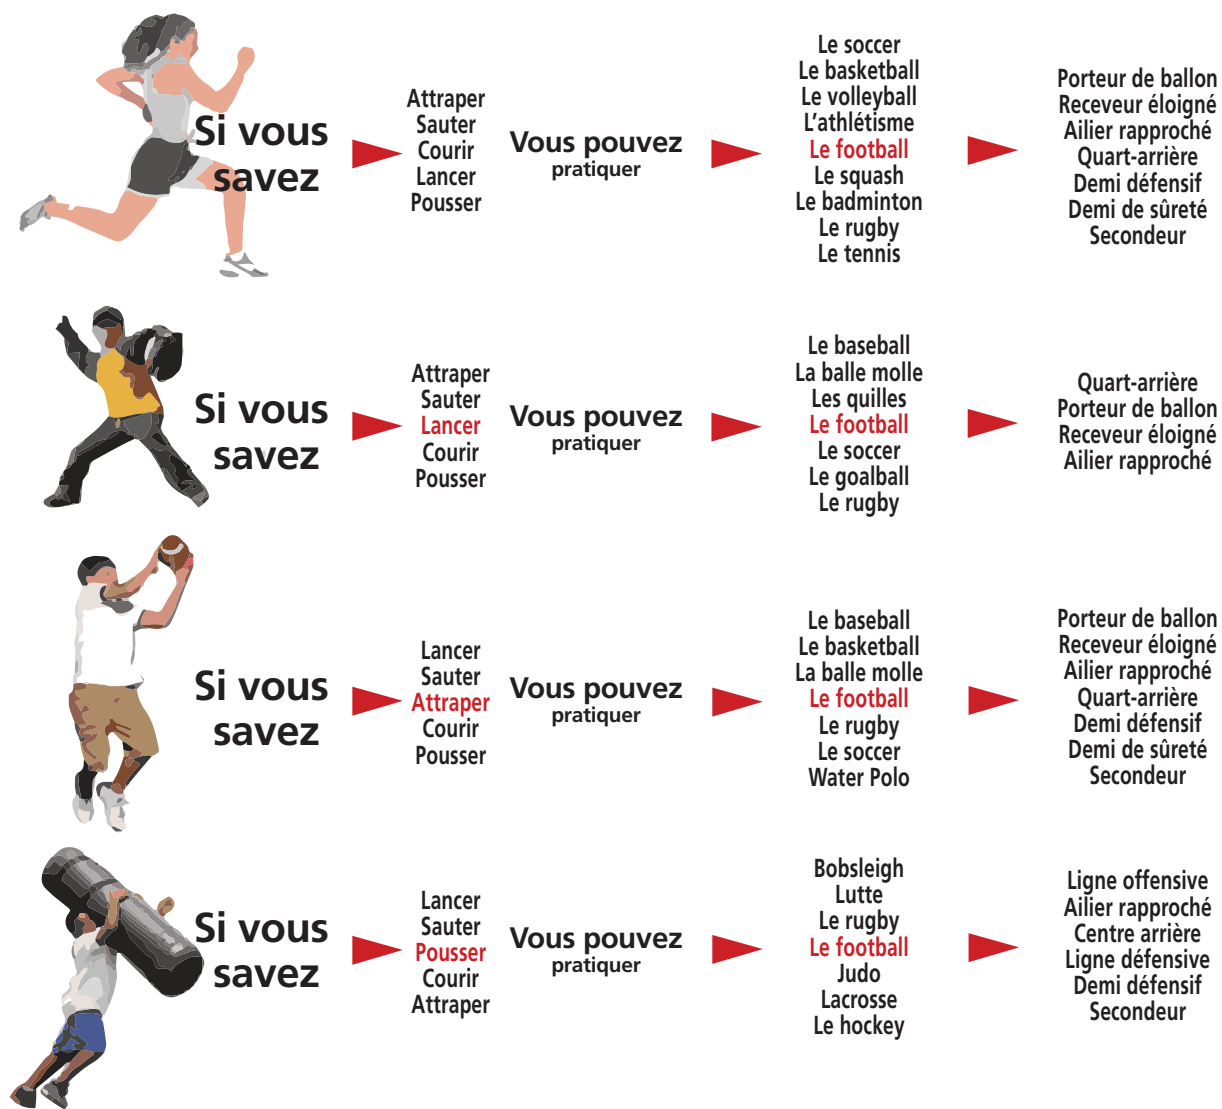 Si vous
savez
Attraper
Sauter
Courir
Lancer
Pousser
Vous pouvez
pratiquer
Le soccer
Le basketball
Le volleyball
L'athlétisme
Le football
Le squash
Le badminton
Le rugby
Le tennis
Porteur de ballon
Receveur éloigné
Ailier rapproché
Quart-arrière
Demi défensif
Demi de sûreté
Secondeur
Si vous
savez
Attraper
Sauter
Lancer
Courir
Pousser
Vous pouvez
pratiquer
Le baseball
La balle molle
Les quilles
Le football
Le soccer
Le goalball
Le rugby
Quart-arrière
Porteur de ballon
Receveur éloigné
Ailier rapproché
Si vous
savez
Lancer
Sauter
Attraper
Courir
Pousser
Vous pouvez
pratiquer
Le baseball
Le basketball
La balle molle
Le football
Le rugby
Le soccer
Water Polo
Porteur de ballon
Receveur éloigné
Ailier rapproché
Quart-arrière
Demi défensif
Demi de sûreté
Secondeur
Si vous
savez
Lancer
Sauter
Pousser
Courir
Attraper
Vous pouvez
pratiquer
Bobsleigh
Lutte
Le rugby
Le football
Judo
Lacrosse
Le hockey
Ligne offensive
Ailier rapproché
Centre arrière
Ligne défensive
Demi défensif
Secondeur